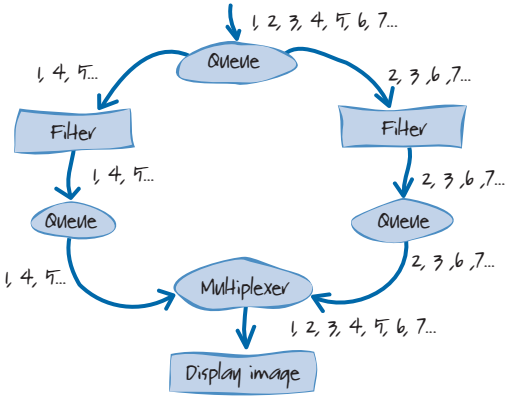 1, 2, 3, 4, 5, 6, 7...
Queue
1, 4, 5...
2, 3 ,6 ,7...
Filter
Filter
1, 4, 5...
2, 3 ,6 ,7...
Queue
Queue
1, 4, 5...
2, 3 ,6 ,7...
Multiplexer
1, 2, 3, 4, 5, 6, 7...
Display image